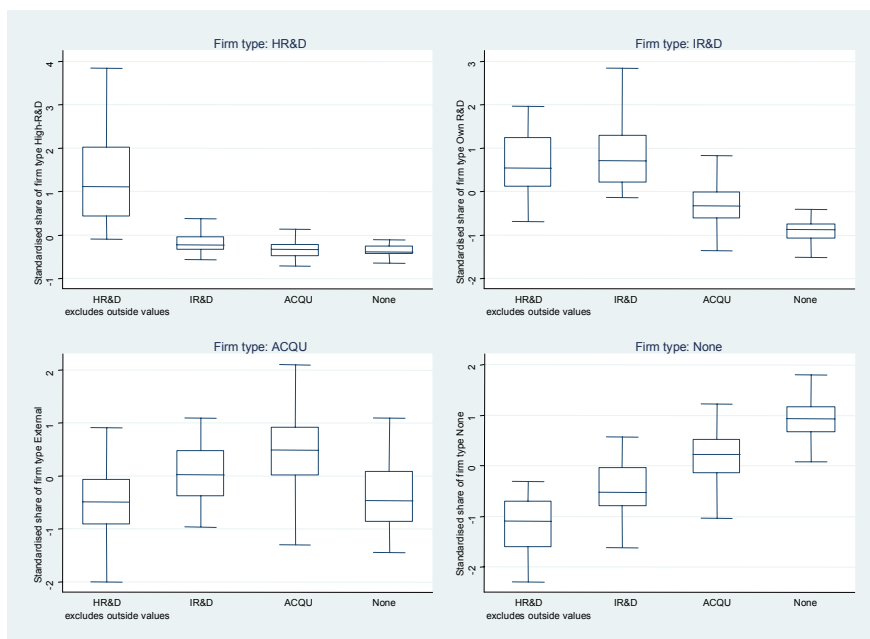 Firm type: HR&D
Standardised share of firm type High-R&D
4
3
2
1
0
-1
HR&D IR&D ACQU None
excludes outside values
Firm type: IR&D
Standardised share of firm type Own R&D
3
2
1
0
-1
-2
HR&D IR&D ACQU None
excludes outside values
Firm type: ACQU
Standardised share of firm type External
2
1
0
-1
-2
HR&D IR&D ACQU None
excludes outside values
Firm type: None
Standardised share of firm type None
2
1
0
-1
-2
HR&D IR&D ACQU None
excludes outside values